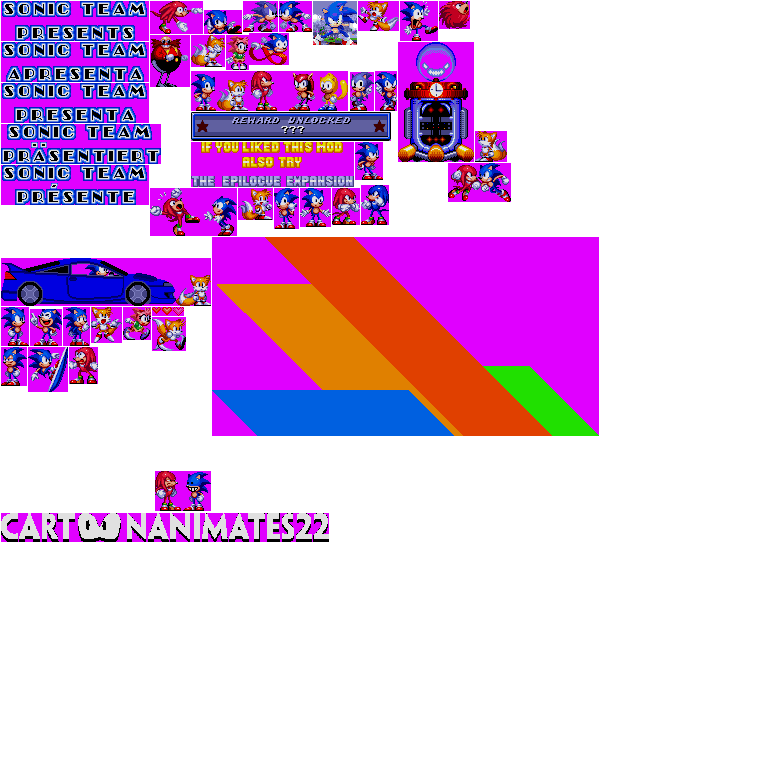 SONIC TEAM
PRESENTS
SONIC TEAM
APRESENTA
SONIC TEAM
PRESENTA
SONIC TEAM
PRÄSENTIERT
SONIC TEAM
PRÉSENTE
REWARD UNLOCKED
???
IF YOU LIKED THIS MOD
ALSO TRY
THE EPILOGUE EXPANSION
CARTOONANIMATES22